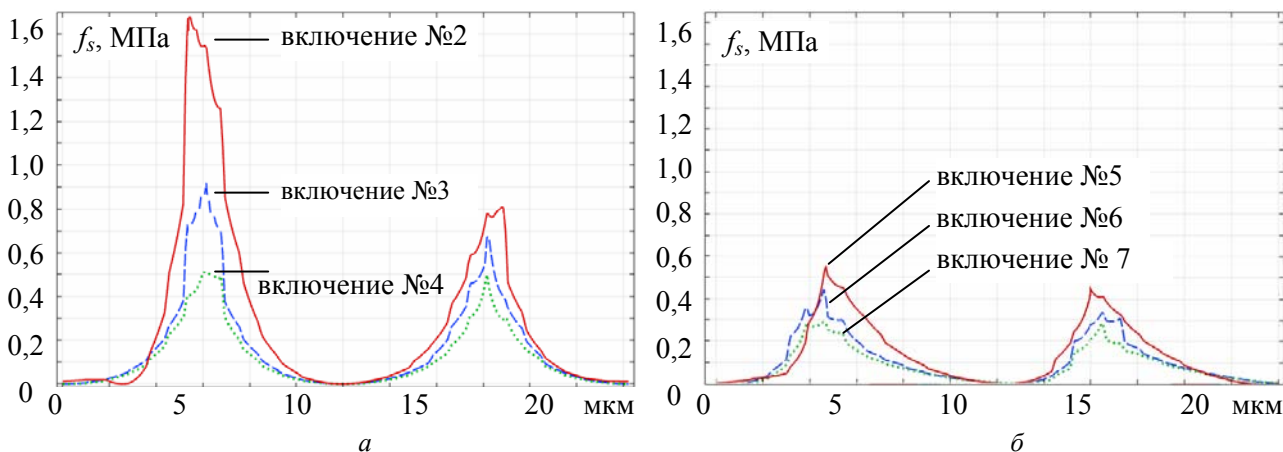 1,6
1,4
1,2
1,0
0,8
0,6
0,4
0,2
0
fs, МПа
включение №2
включение №3
включение №4
0 5 10 15 20 мкм
а
1,6
1,4
1,2
1,0
0,8
0,6
0,4
0,2
0
fs, МПа
включение №5
включение №6
включение № 7
0 5 10 15 20 мкм
б